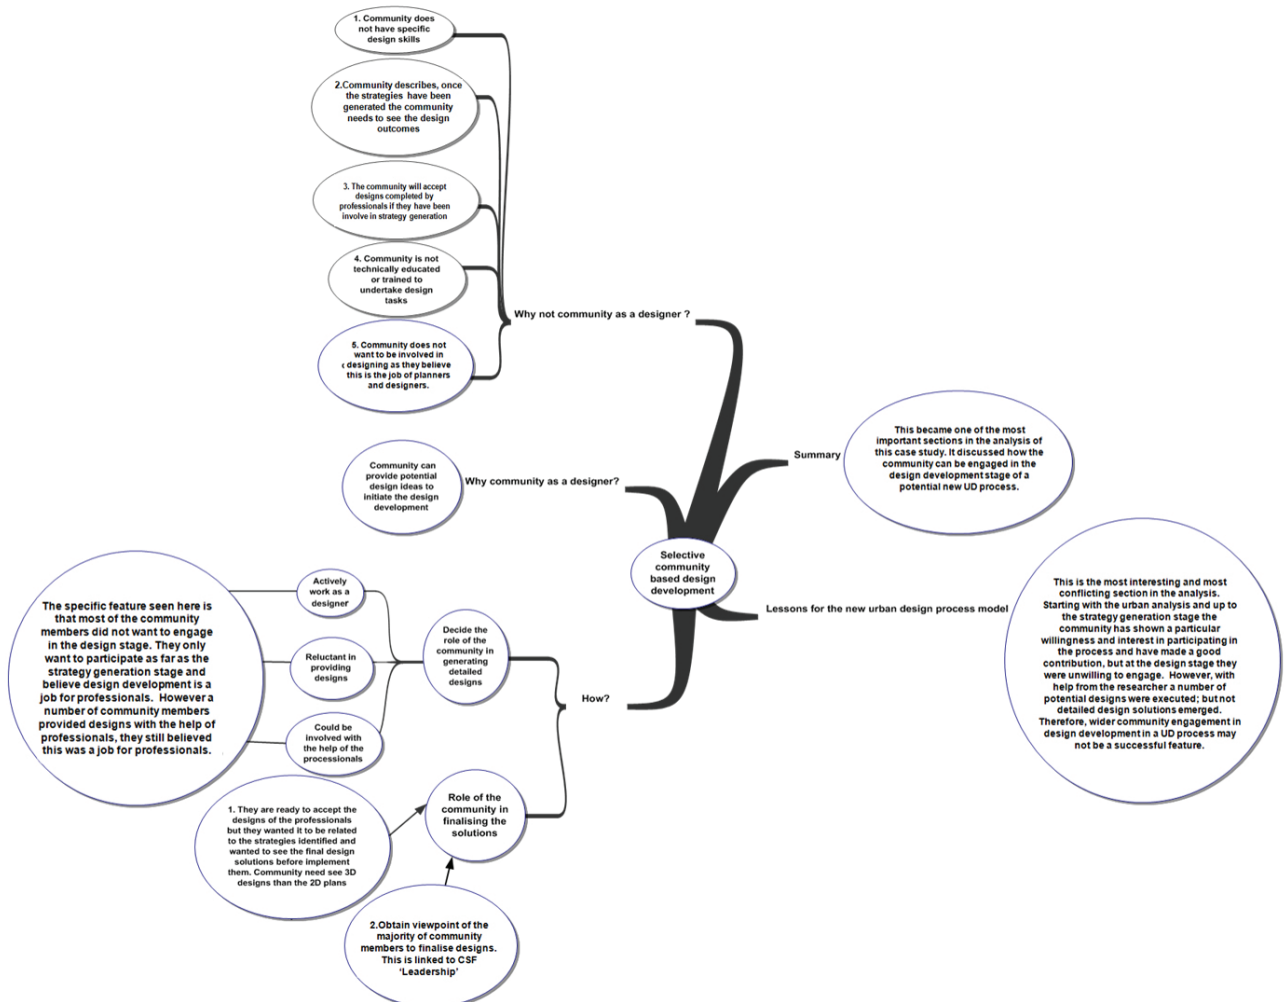 1. Community does
not have specific
design skills
2.Community describes, once
the strategies have been
generated the community
needs to see the design
outcomes
3. The community will accept
designs completed by
professionals if they have been
involve in strategy generation
4. Community is not
technically educated
or trained to
undertake design
tasks
5. Community does not
want to be involved in
designing as they believe
this is the job of planners
and designers.
Why not community as a designer ?
Summary
This became one of the most
important sections in the analysis of
this case study. It discussed how the
community can be engaged in the
design development stage of a
potential new UD process.
Community can
provide potential
design ideas to
initiate the design
development
Why community as a designer?
Selective
community
based design
development
Lessons for the new urban design process model
This is the most interesting and most
conflicting section in the analysis.
Starting with the urban analysis and up to
the strategy generation stage the
community has shown a particular
willingness and interest in participating in
the process and have made a good
contribution, but at the design stage they
were unwilling to engage. However, with
help from the researcher a number of
potential designs were executed; but not
detailed design solutions emerged.
Therefore, wider community engagement in
design development in a UD process may
not be a successful feature.
The specific feature seen here is
that most of the community
members did not want to engage
in the design stage. They only
want to participate as far as the
strategy generation stage and
believe design development is a
job for professionals. However a
number of community members
provided designs with the help of
professionals, they still believed
this was a job for professionals.
Actively
work as a
designer
Reluctant in
providing
designs
Could be
involved with
the help of the
processionals
Decide the
role of the
community in
generating
detailed
designs
How?
Role of the
community in
finalising the
solutions
1. They are ready to accept the
designs of the professionals
but they wanted it to be related
to the strategies identified and
wanted to see the final design
solutions before implement
them. Community need see 3D
designs than the 2D plans
2.Obtain viewpoint of the
majority of community
members to finalise designs.
This is linked to CSF
‘Leadership’